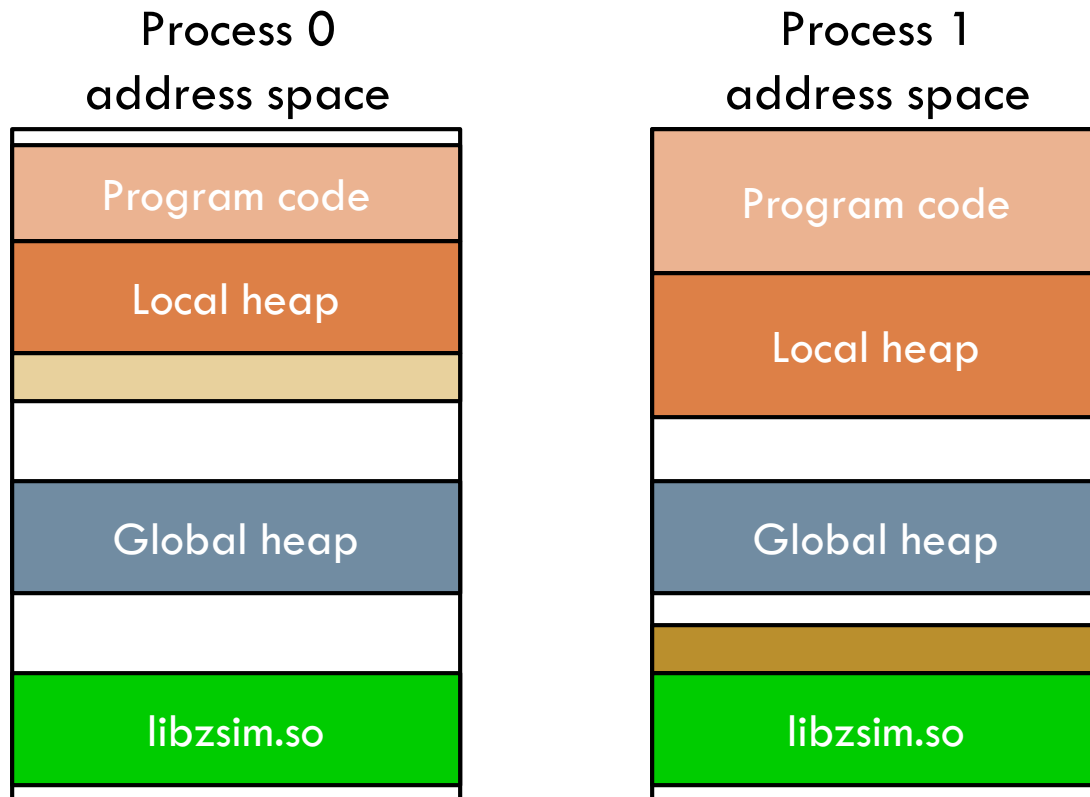 Process 0
address space
Program code
Local heap
Global heap
libzsim.so
Process 1
address space
Program code
Local heap
Global heap
libzsim.so